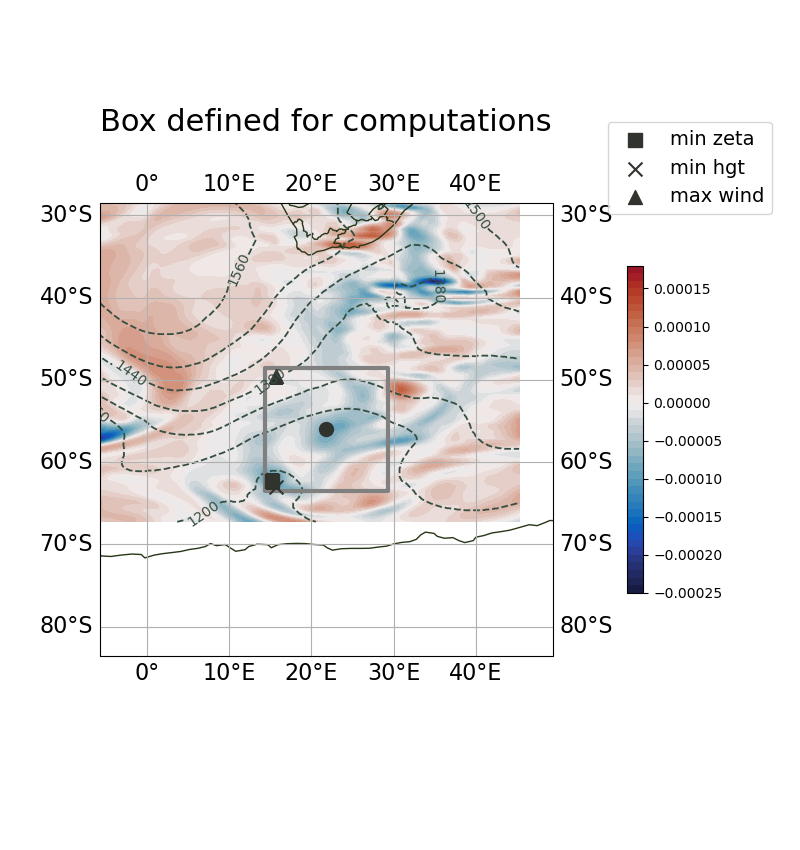 Box defined for computations
min zeta
min hgt
max wind
0° 10°E 20°E 30°E 40°E
30°S 30°S
40°S 40°S
50°S 50°S
60°S 60°S
70°S 70°S
80°S 80°S
0° 10°E 20°E 30°E 40°E
1500
1560
1440
1200
0.00015
0.00010
0.00005
0.00000
−0.00005
−0.00010
−0.00015
−0.00020
−0.00025